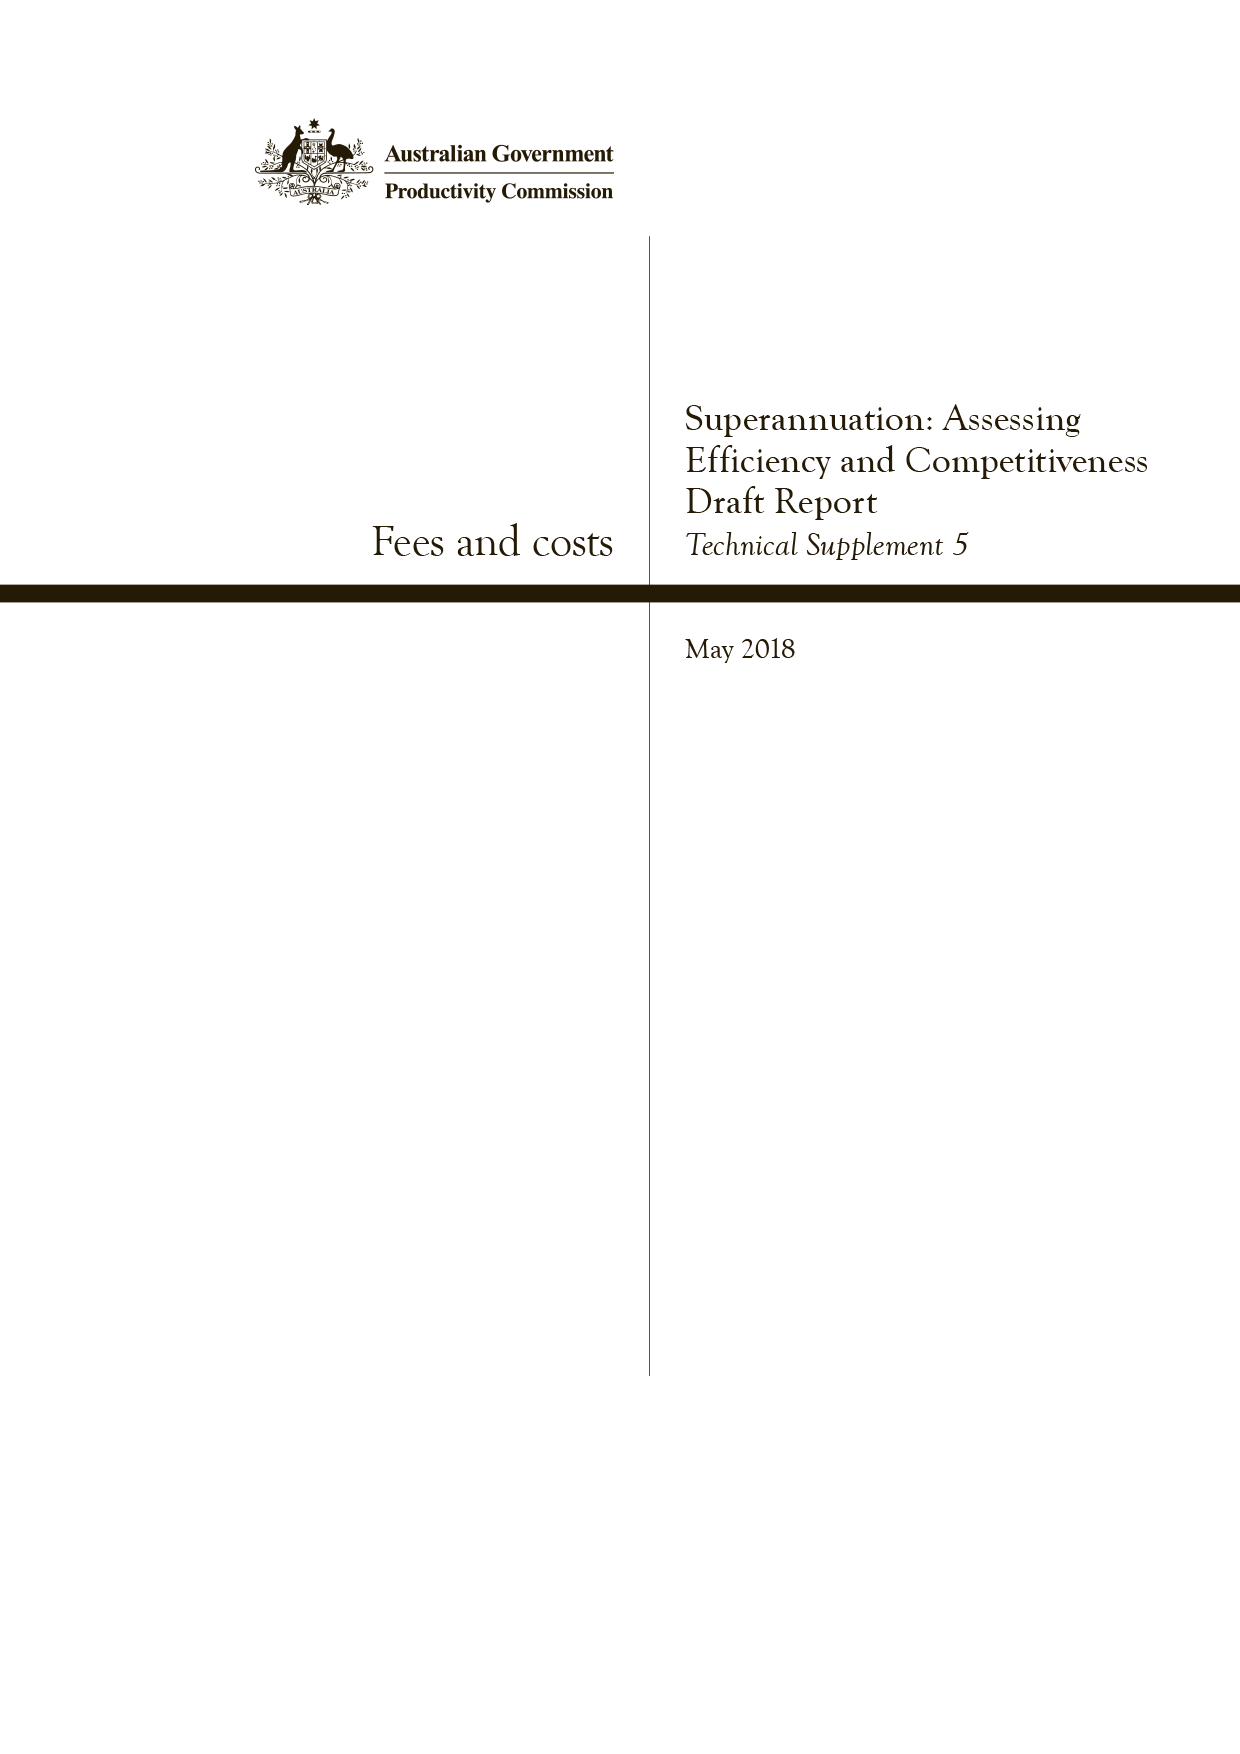 Australian Government
Productivity Commission
AUSTRALIA
Fees and costs
Superannuation: Assessing
Efficiency and Competitiveness
Draft Report
Technical Supplement 5
May 2018